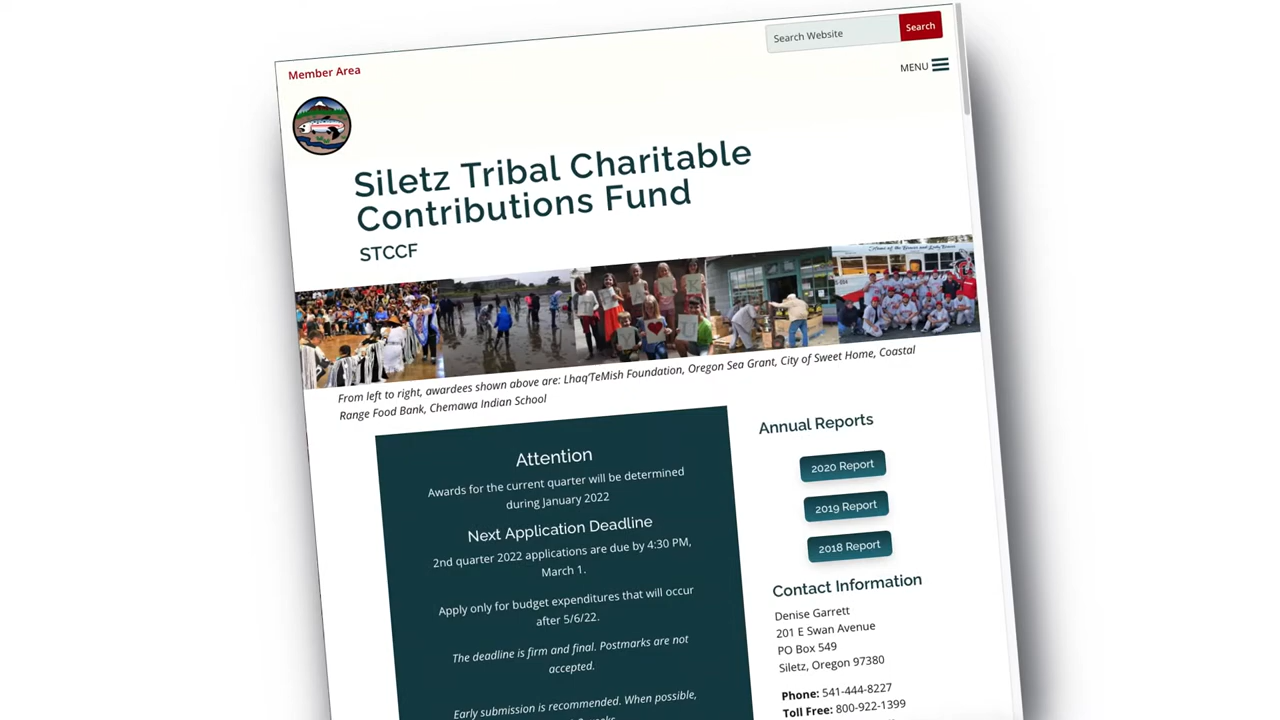 Search Website
Search
Member Area
MENU
Siletz Tribal Charitable
Contributions Fund
STCCF
From left to right, awardees shown above are: Lhaq'TeMish Foundation, Oregon Sea Grant, City of Sweet Home, Coastal
Range Food Bank, Chemawa Indian School
Attention
Awards for the current quarter will be determined
during January 2022
Next Application Deadline
2nd quarter 2022 applications are due by 4:30 PM,
March 1.
Apply only for budget expenditures that will occur
after 5/6/22.
The deadline is firm and final. Postmarks are not
accepted.
Early submission is recommended. When possible,
Annual Reports
2020 Report
2019 Report
2018 Report
Contact Information
Denise Garrett
201 E Swan Avenue
PO Box 549
Siletz, Oregon 97380
Phone: 541-444-8227
Toll Free: 800-922-1399